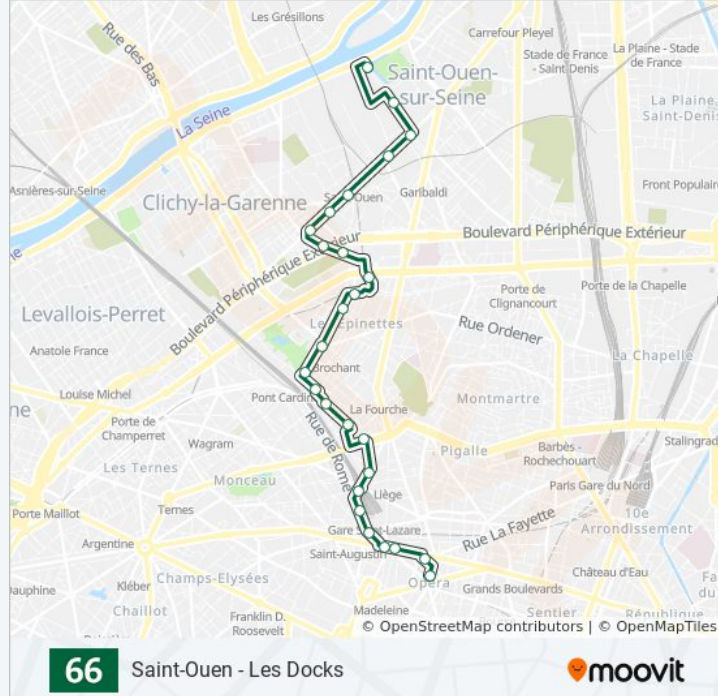 Les Grésillons
Rue des Bas
Carrefour Pleyel
Stade de France
- Saint-Denis
La Plaine - Stade
de France
Saint-Ouen-
sur-Seine
La Plaine
Saint-Denis
La Seine
Asnières-sur-Seine
Clichy-la-Garenne
Garibaldi
Front Populaire
Boulevard Périphérique Extérieur
Boulevard Périphérique Extérieur
Porte de
Clignancourt
Porte de la Chapelle
Levallois-Perret
Les Epinettes
Rue Ordener
Anatole France
La Chapelle
Brochant
Louise Michel
Pont Cardin
La Fourche
Montmartre
Porte de
Champerret
Wagram
Rue de Rome
Pigalle
Barbès -
Rochechouart
Stalingrad
Les Ternes
Monceau
Paris Gare du Nord
Liège
Porte Maillot
Ternes
Rue La Fayette
10e
Arrondissement
Argentine
Gare Saint-Lazare
Saint-Augustin
Dauphine
Kléber
Champs-Elysées
Opéra
Grands Boulevards
Château d'Eau
Chaillot
Franklin D.
Roosevelt
Madeleine
Sentier
République
© OpenStreetMap contributors | © OpenMapTiles
66 Saint-Ouen - Les Docks
moovit